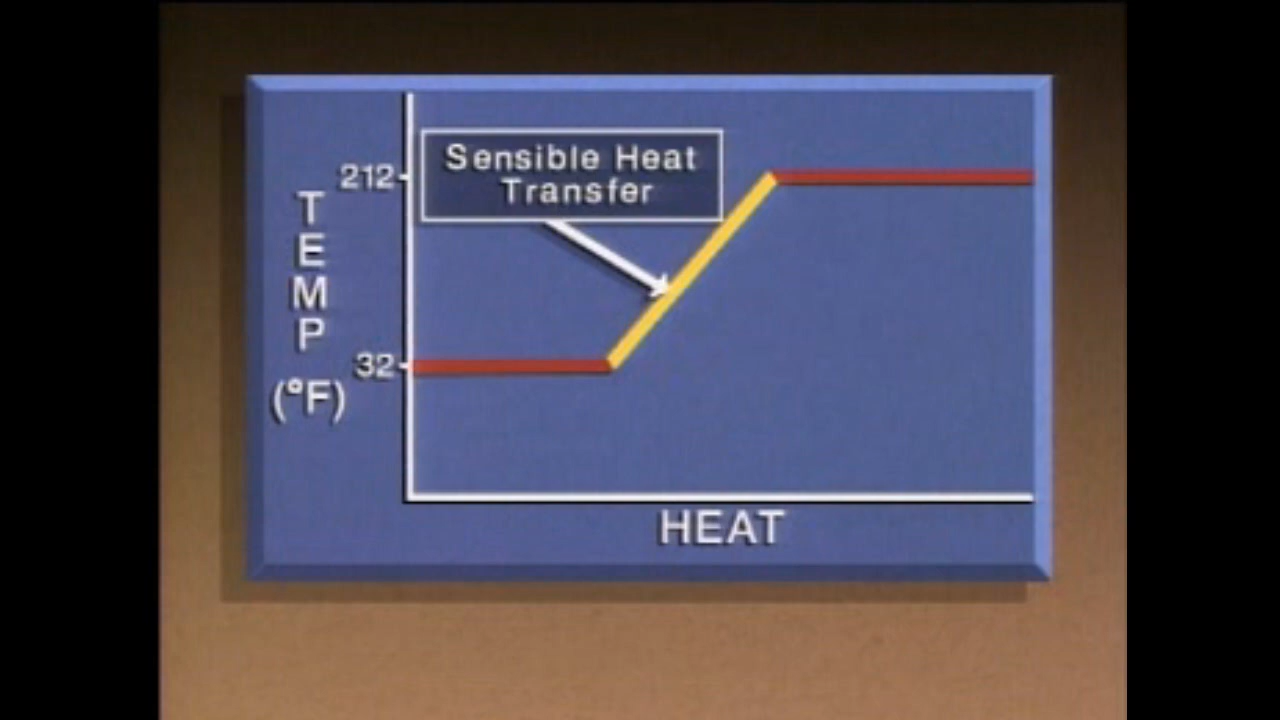 Sensible Heat
Transfer
212
TEMP
(°F)
32
HEAT